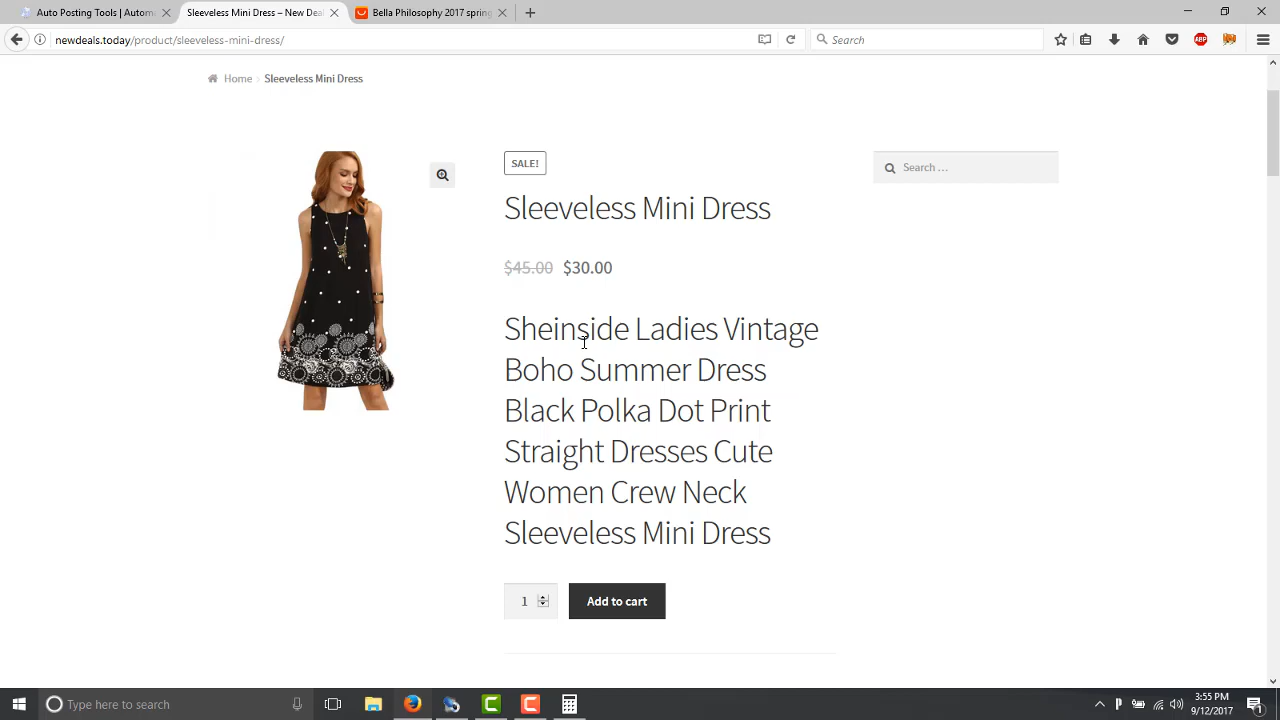 Auto Posting Tools | Autom
Sleeveless Mini Dress – New Dea
Bella Philosophy 2017 spring
newdeals.today/product/sleeveless-mini-dress/
Search
ABP
Home
Sleeveless Mini Dress
SALE!
Sleeveless Mini Dress
$45.00 $30.00
Sheinside Ladies Vintage
Boho Summer Dress
Black Polka Dot Print
Straight Dresses Cute
Women Crew Neck
Sleeveless Mini Dress
1
Add to cart
Search …
Type here to search
3:55 PM
9/12/2017